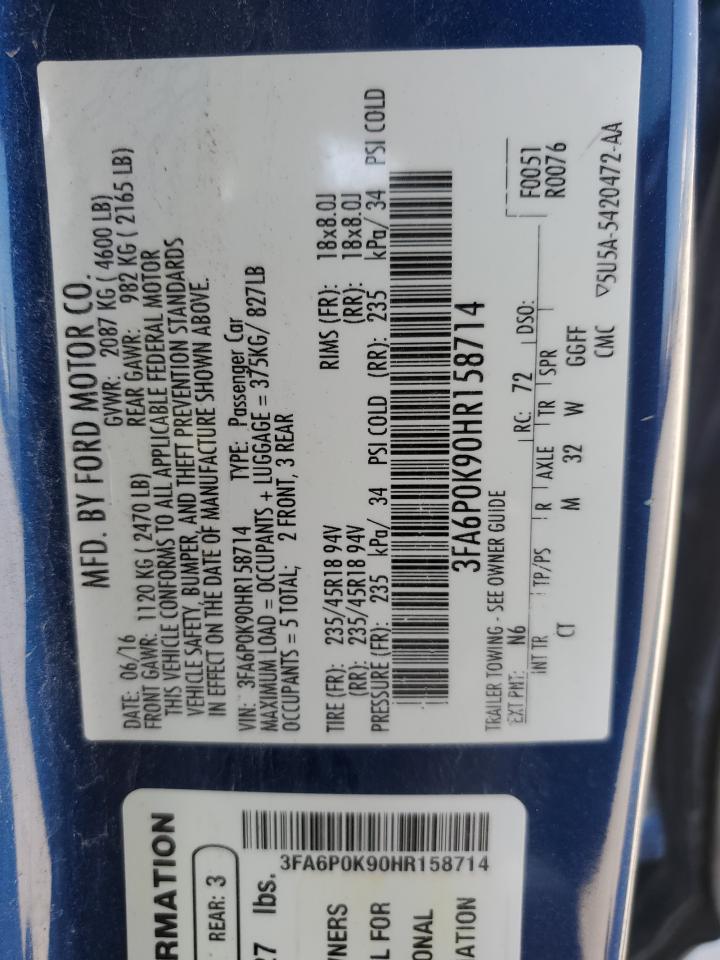 MFD. BY FORD MOTOR CO.
DATE: 06/16 GVWR: 2087 KG ( 4600 LB)
FRONT GAWR: 1120 KG ( 2470 LB) REAR GAWR: 982 KG ( 2165 LB)
THIS VEHICLE CONFORMS TO ALL APPLICABLE FEDERAL MOTOR
VEHICLE SAFETY, BUMPER, AND THEFT PREVENTION STANDARDS
IN EFFECT ON THE DATE OF MANUFACTURE SHOWN ABOVE.
VIN: 3FA6P0K90HR158714 TYPE: Passenger Car
MAXIMUM LOAD = OCCUPANTS + LUGGAGE = 375KG/ 827LB
OCCUPANTS = 5 TOTAL; 2 FRONT, 3 REAR
TIRE (FR): 235/45R18 94V RIMS (FR): 18x8.0J
(RR): 235/45R18 94V (RR): 18x8.0J
PRESSURE (FR): 235 kPa/ 34 PSI COLD (RR): 235 kPa/ 34 PSI COLD
3FA6P0K90HR158714
TRAILER TOWING - SEE OWNER GUIDE
EXT PNT: N6 RC: 72 DSO: F0051
R0076
INT TR TP/PS R AXLE TR SPR
CT M 32 W GGFF
CMC ▽5U5A-5420472-AA
RMATION
REAR: 3
27 lbs.
3FA6P0K90HR158714
WNERS
L FOR
ONAL
ATION